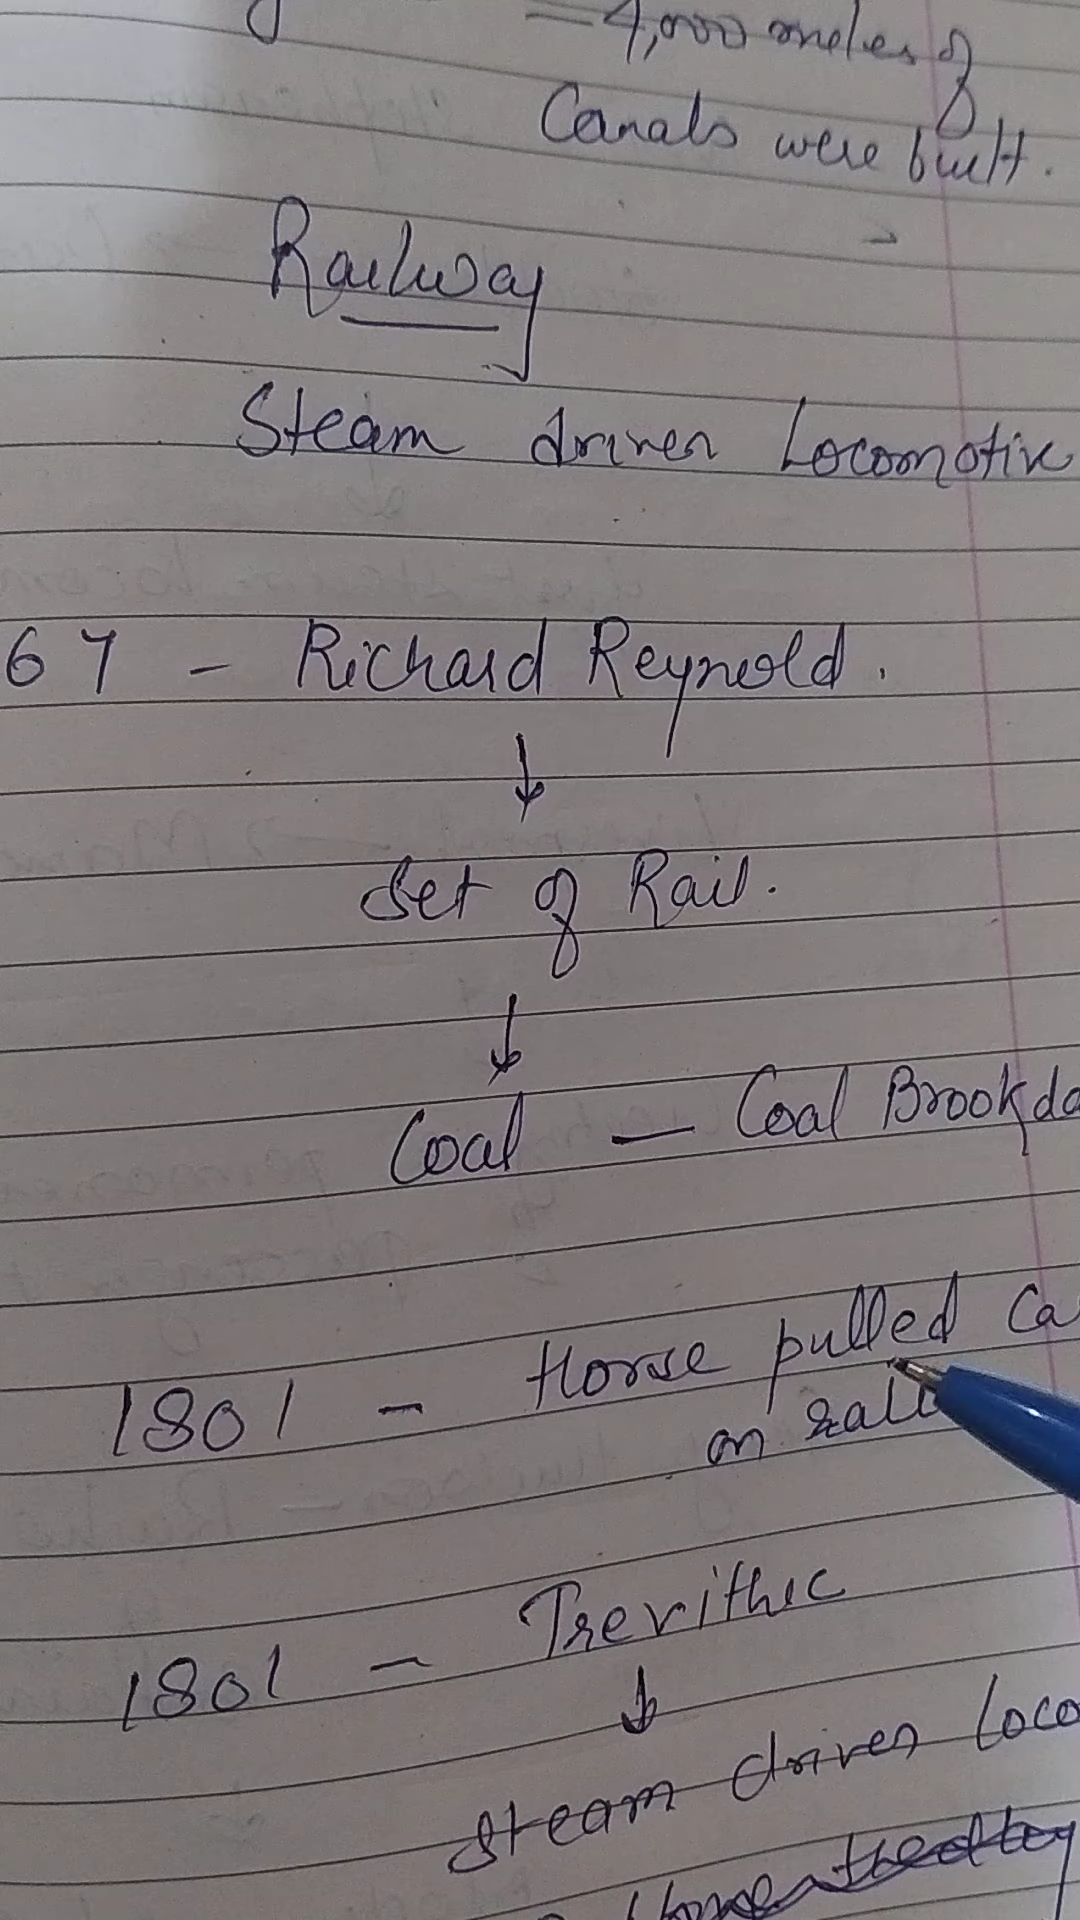 = 4,000 miles of
Canals were built.
Railway
Steam driven Locomotive
67 - Richard Reynold.
↓
Set of Rail.
↓
Coal — Coal Brookda
1801 - Horse pulled Ca
on rail
1801 - Trevithic
↓
Steam driven Loco